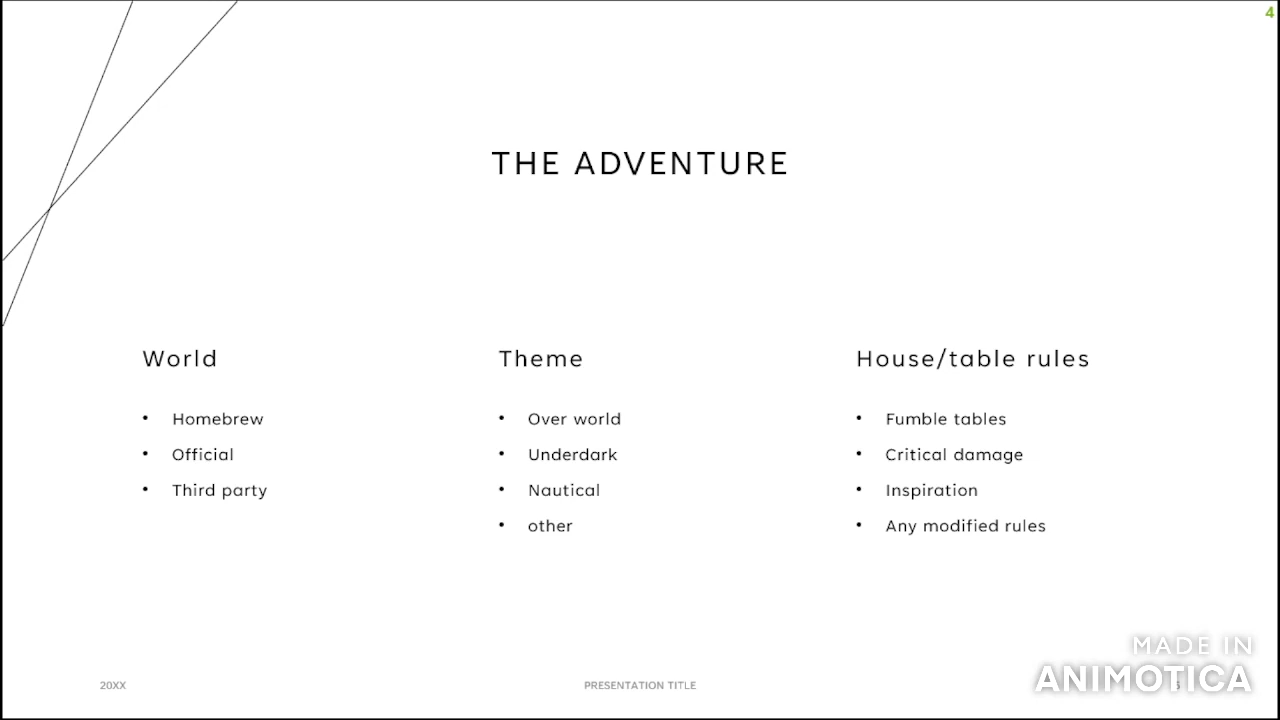 4
THE ADVENTURE
World
• Homebrew
• Official
• Third party
Theme
• Over world
• Underdark
• Nautical
• other
House/table rules
• Fumble tables
• Critical damage
• Inspiration
• Any modified rules
20XX
PRESENTATION TITLE
MADE IN
ANIMOTICA